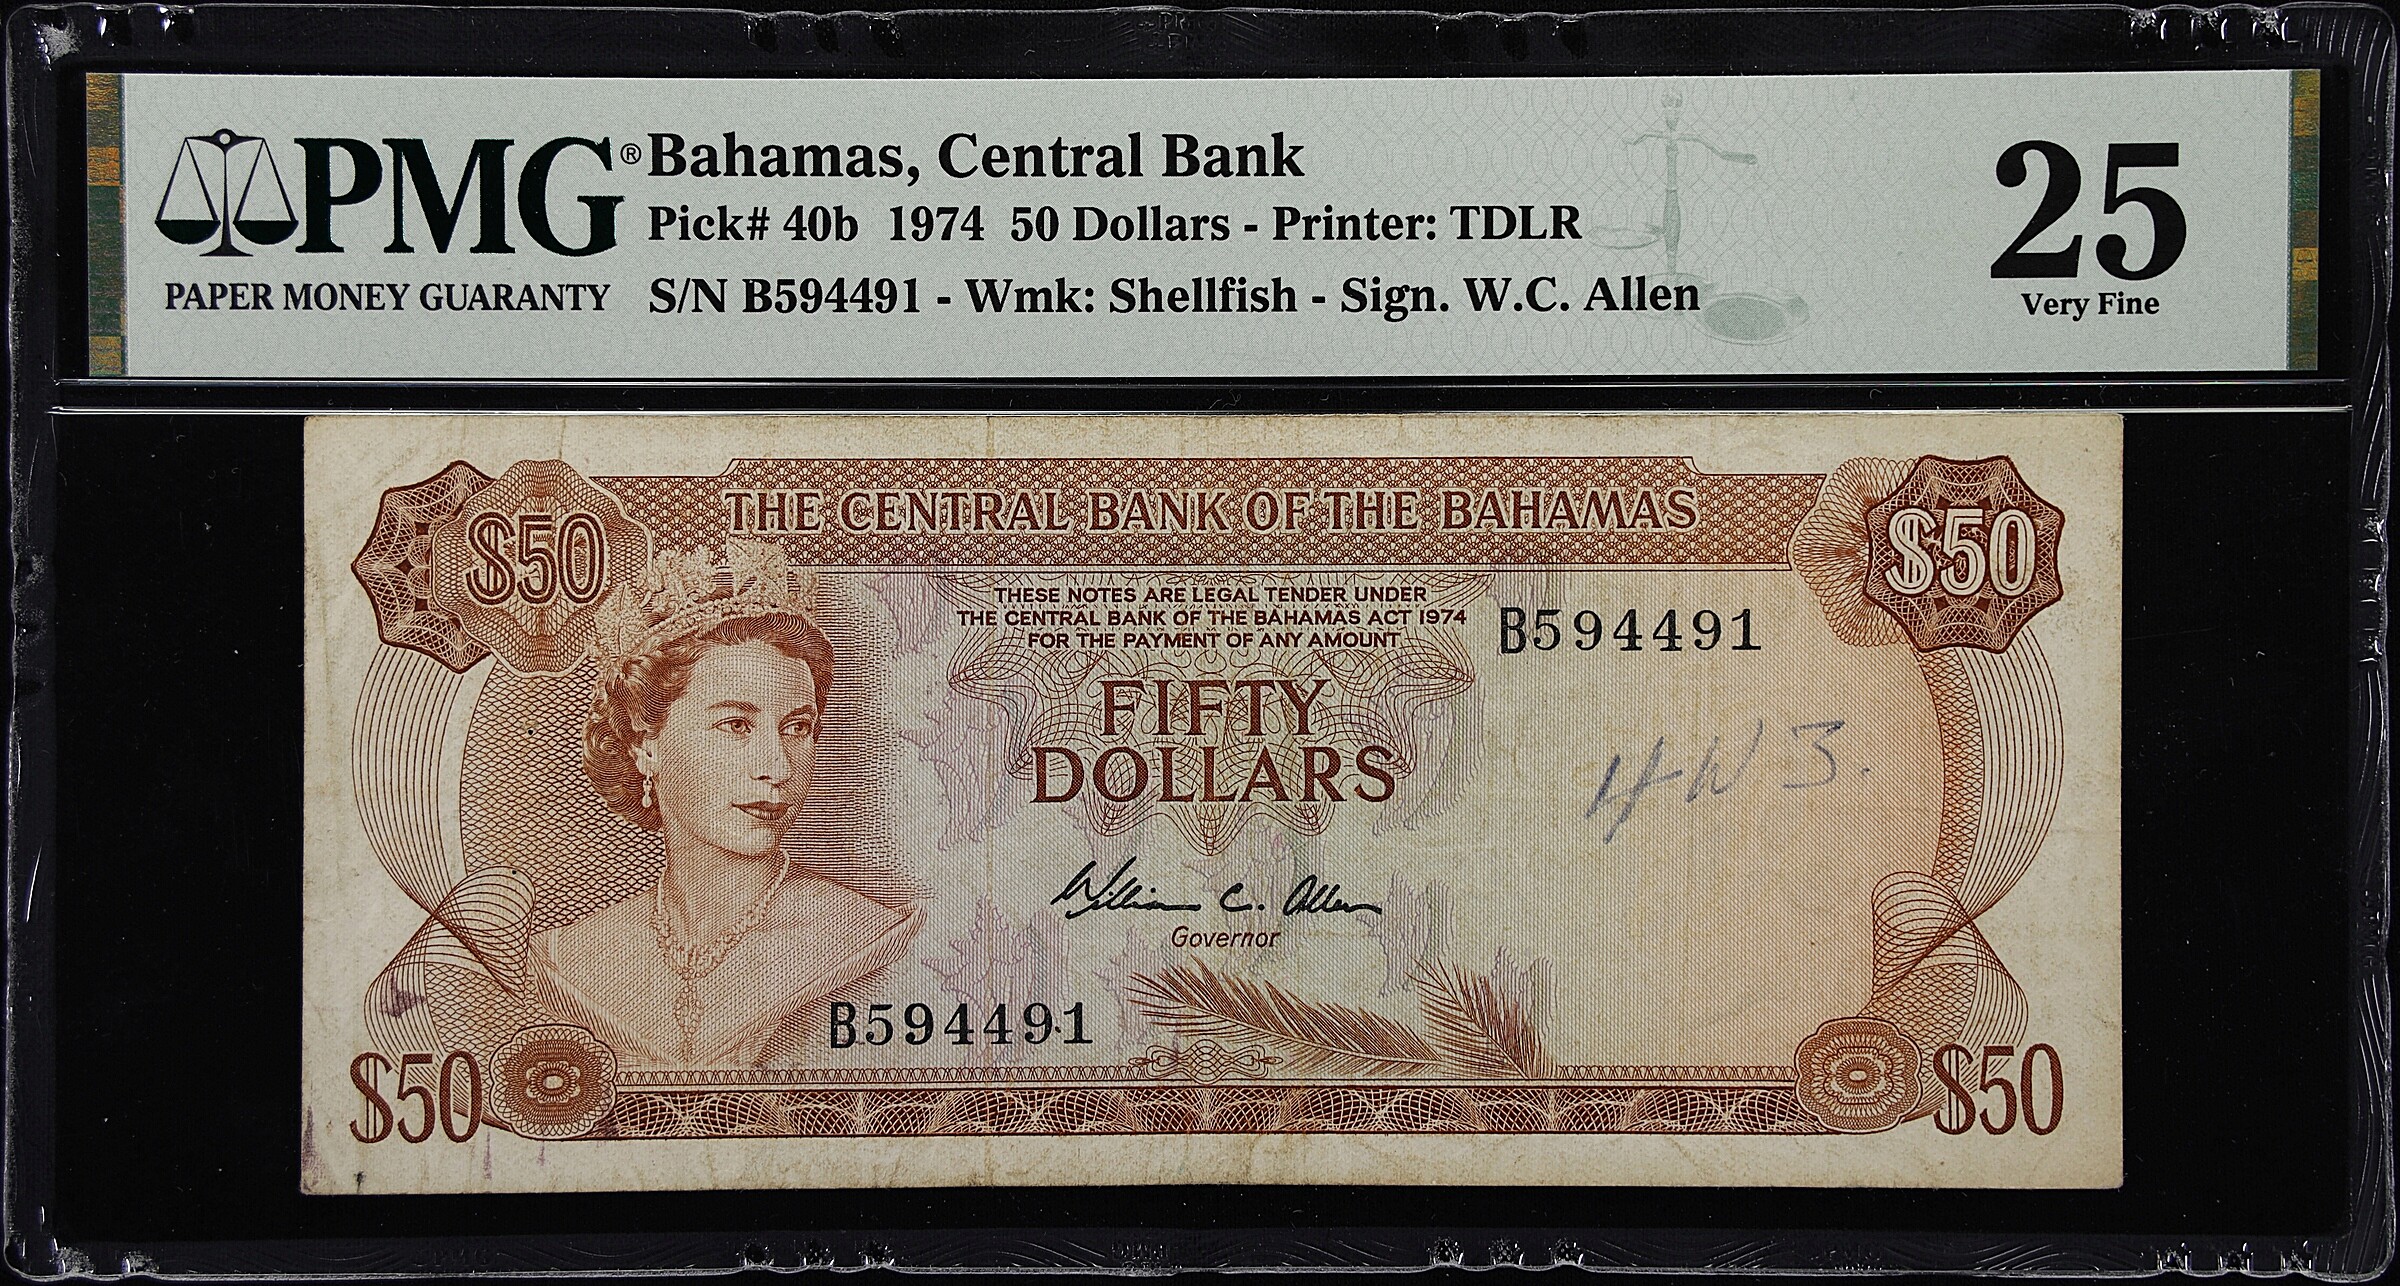 PMG®
PAPER MONEY GUARANTY
Bahamas, Central Bank
Pick# 40b 1974 50 Dollars - Printer: TDLR
S/N B594491 - Wmk: Shellfish - Sign. W.C. Allen
25
Very Fine
THE CENTRAL BANK OF THE BAHAMAS
$50
$50
THESE NOTES ARE LEGAL TENDER UNDER
THE CENTRAL BANK OF THE BAHAMAS ACT 1974
FOR THE PAYMENT OF ANY AMOUNT
B594491
FIFTY
DOLLARS
HW3.
William C. Allen
Governor
B594491
$50
$50